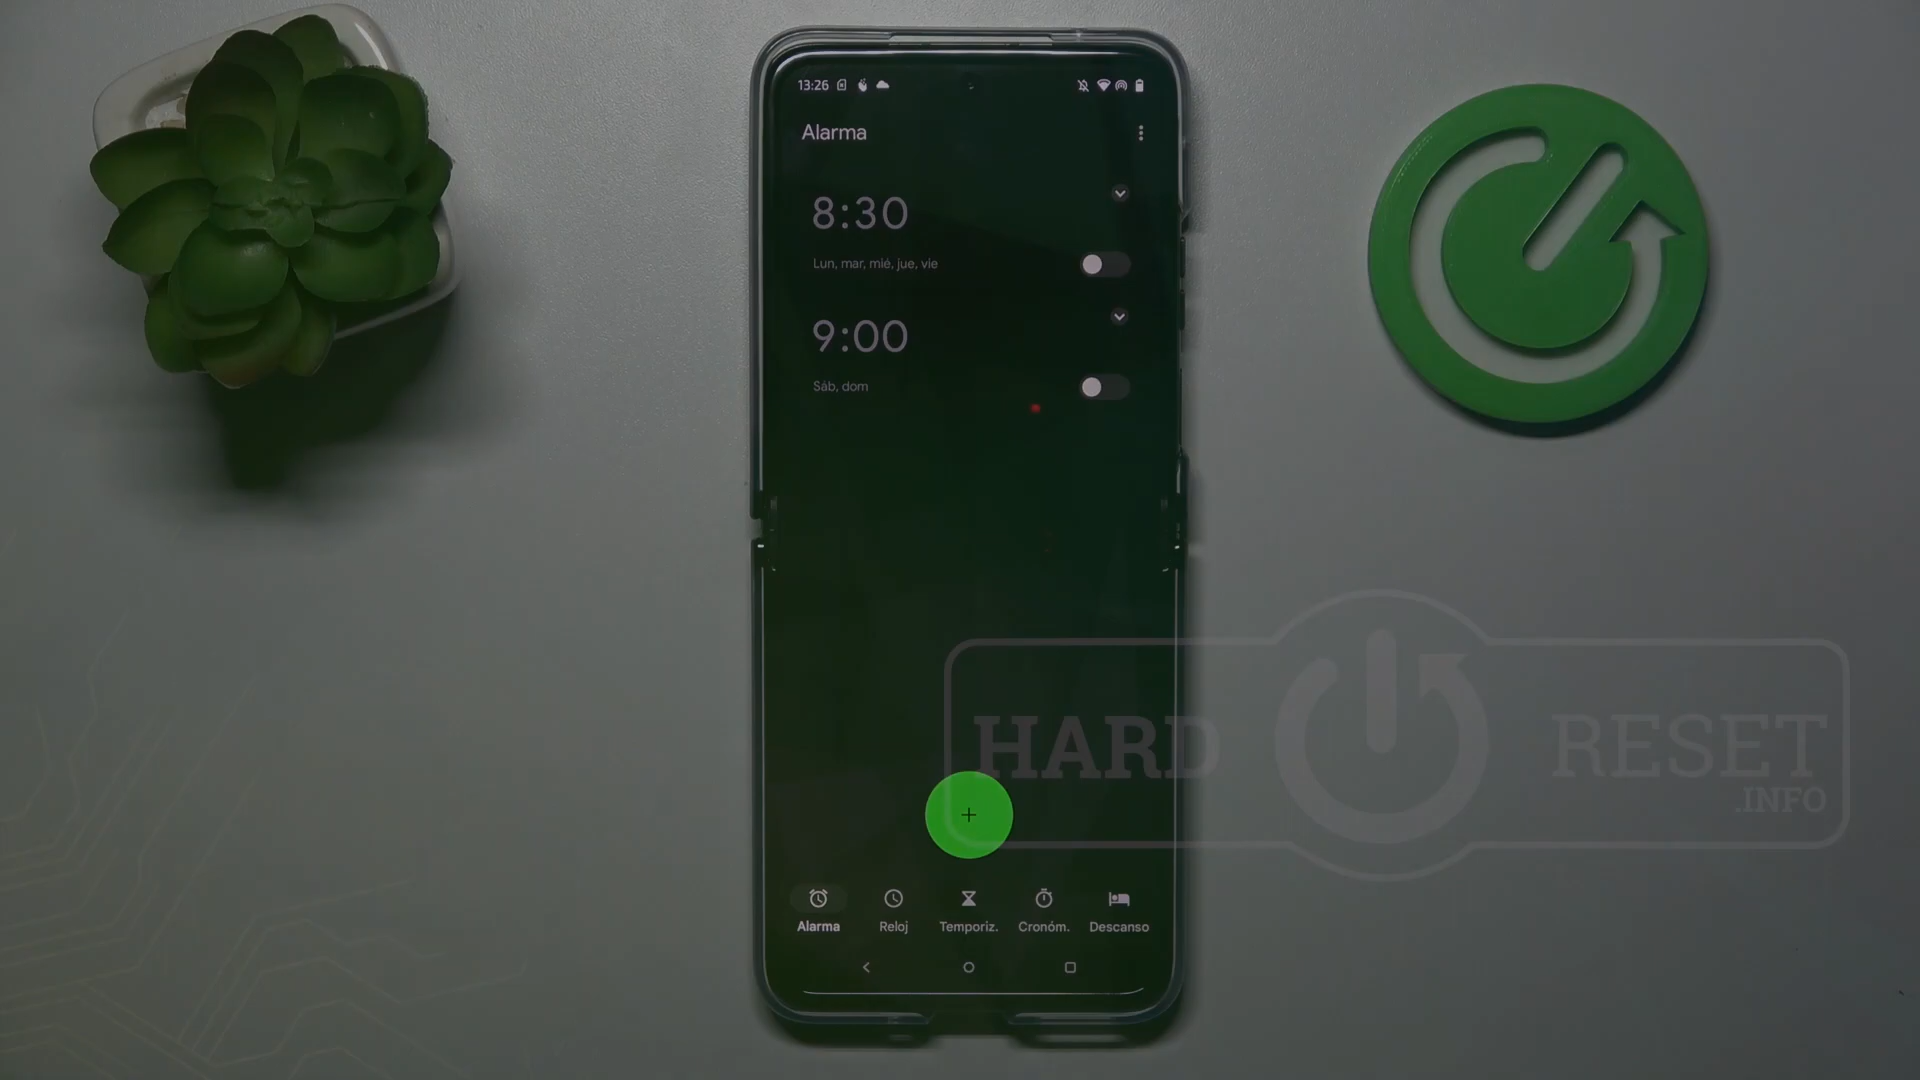 13:26
Alarma
8:30
Lun, mar, mié, jue, vie
9:00
Sáb, dom
HARD RESET
.INFO
+
Alarma Reloj Temporiz. Cronóm. Descanso